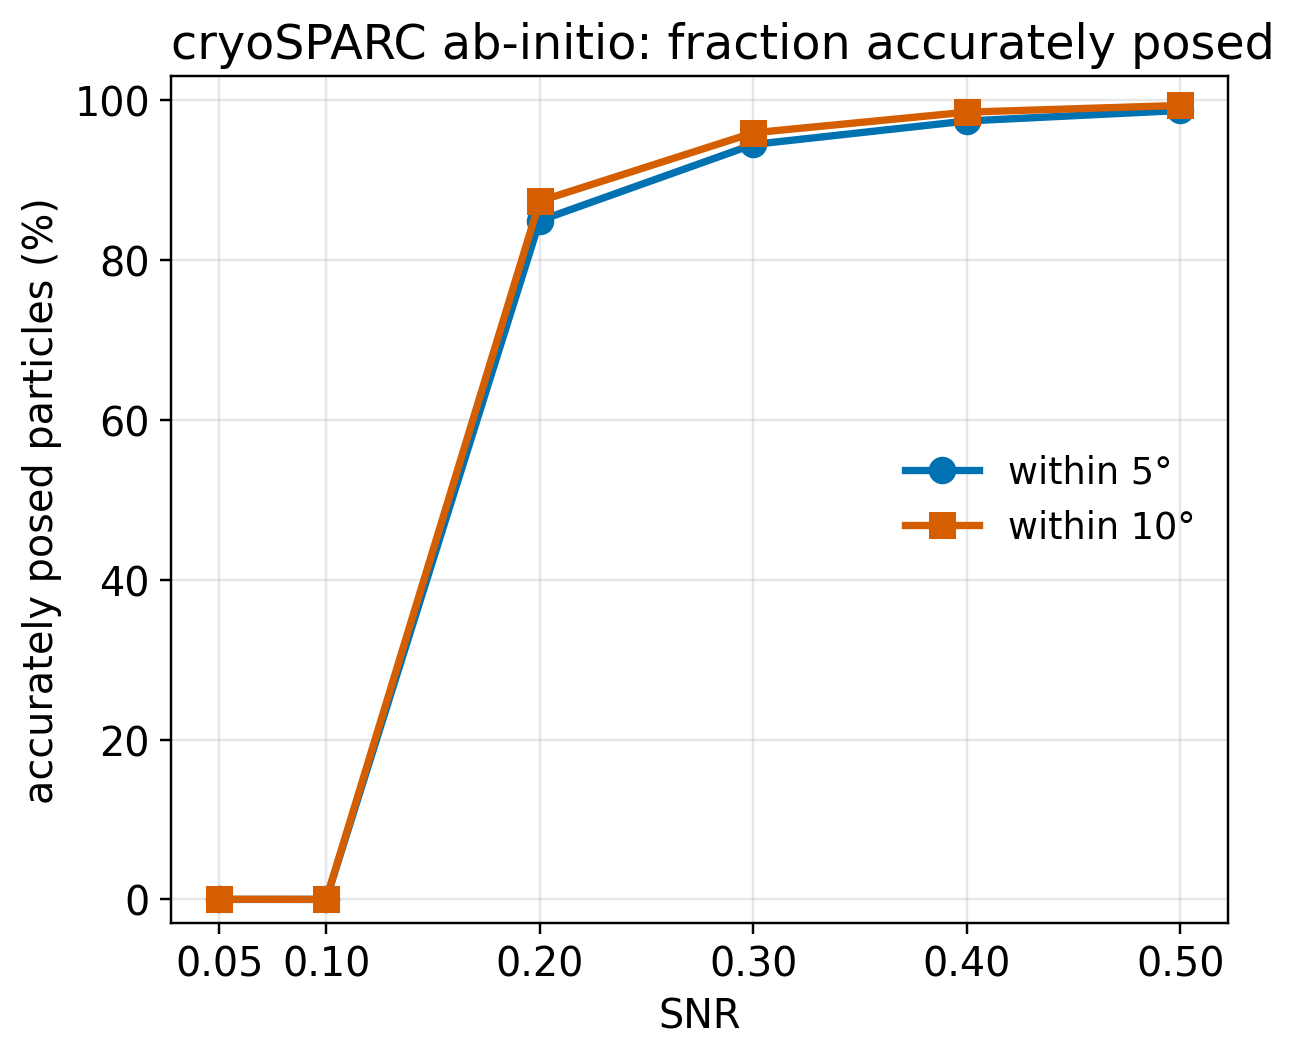 cryoSPARC ab-initio: fraction accurately posed
accurately posed particles (%)
100
80
60
40
20
0
within 5°
within 10°
0.05 0.10 0.20 0.30 0.40 0.50
SNR